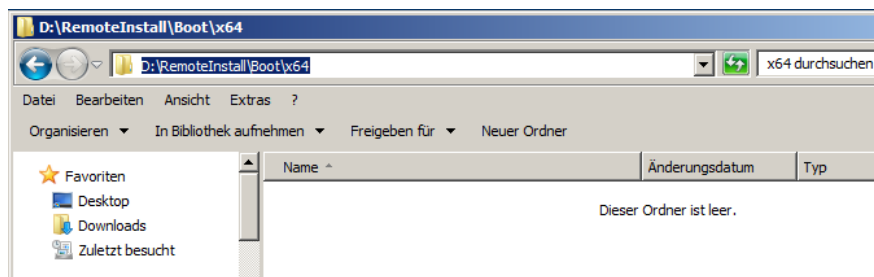 D:\RemoteInstall\Boot\x64
D:\RemoteInstall\Boot\x64
x64 durchsuchen
Datei Bearbeiten Ansicht Extras ?
Organisieren In Bibliothek aufnehmen Freigeben für Neuer Ordner
Favoriten
Desktop
Downloads
Zuletzt besucht
Name Änderungsdatum Typ
Dieser Ordner ist leer.